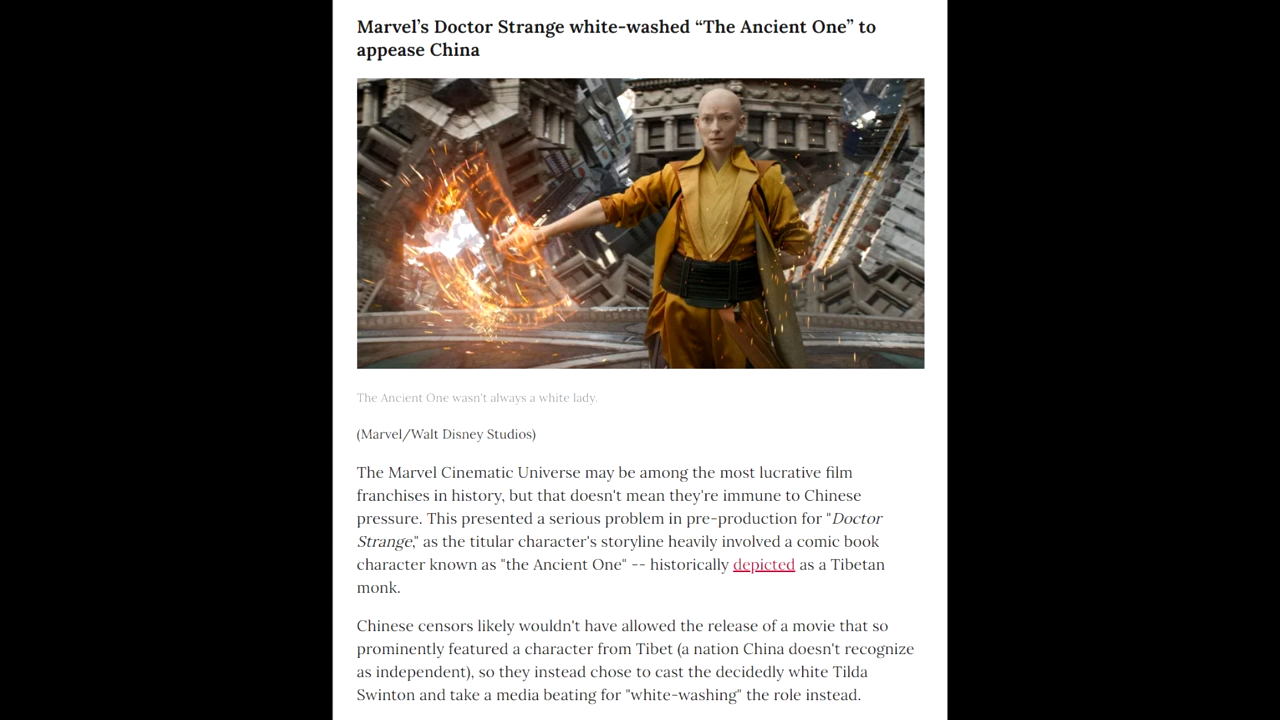 Marvel’s Doctor Strange white-washed “The Ancient One” to
appease China
The Ancient One wasn't always a white lady.
(Marvel/Walt Disney Studios)
The Marvel Cinematic Universe may be among the most lucrative film
franchises in history, but that doesn't mean they're immune to Chinese
pressure. This presented a serious problem in pre-production for "Doctor
Strange," as the titular character's storyline heavily involved a comic book
character known as "the Ancient One" -- historically depicted as a Tibetan
monk.
Chinese censors likely wouldn't have allowed the release of a movie that so
prominently featured a character from Tibet (a nation China doesn't recognize
as independent), so they instead chose to cast the decidedly white Tilda
Swinton and take a media beating for "white-washing" the role instead.